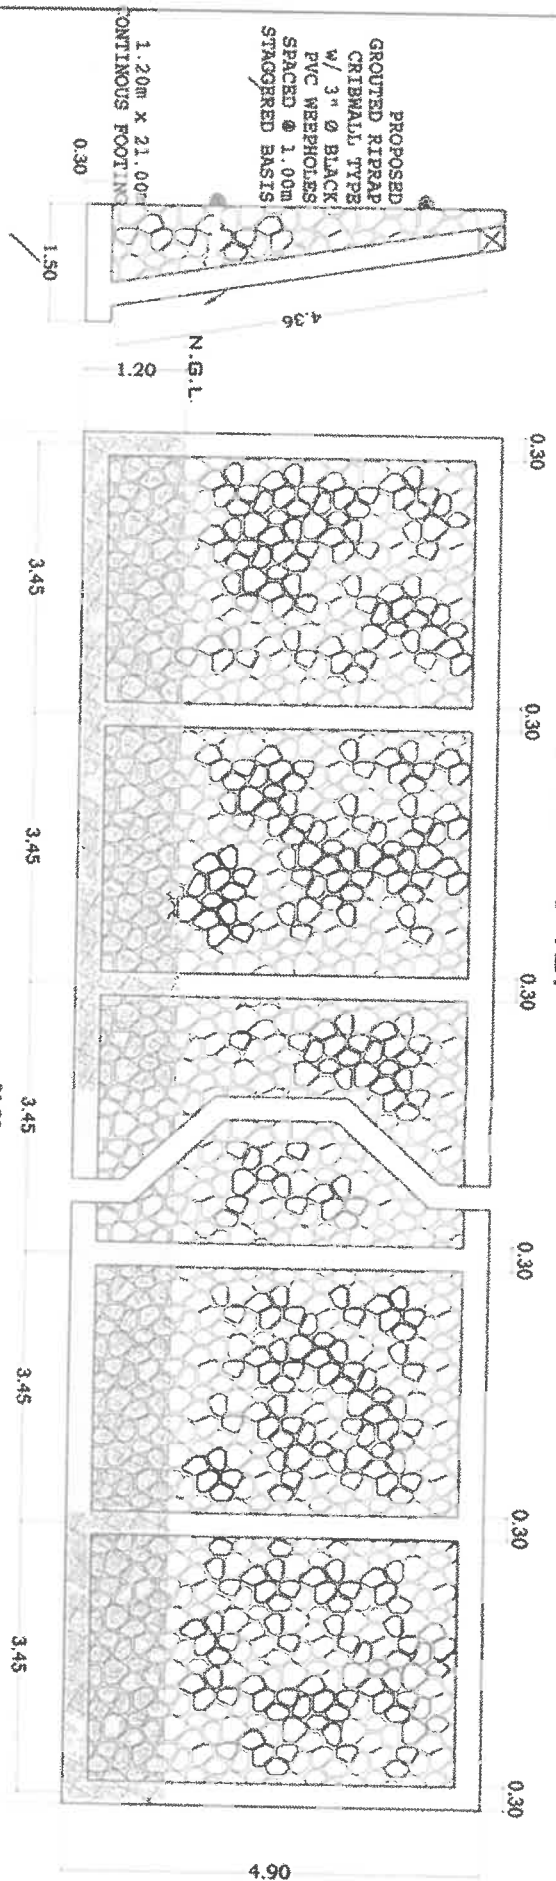 PROPOSED
GROUTED RIPRAP
CRIBWALL TYPE
w/ 3" Ø BLACK
PVC WEEPHOLES
SPACED @ 1.00m
STAGGERED BASIS
1.20m x 21.00m
CONTINOUS FOOTING
0.30
1.50
4.36
N.G.L.
1.20
0.30
0.30
0.30
0.30
0.30
0.30
3.45
3.45
3.45
3.45
3.45
4.90